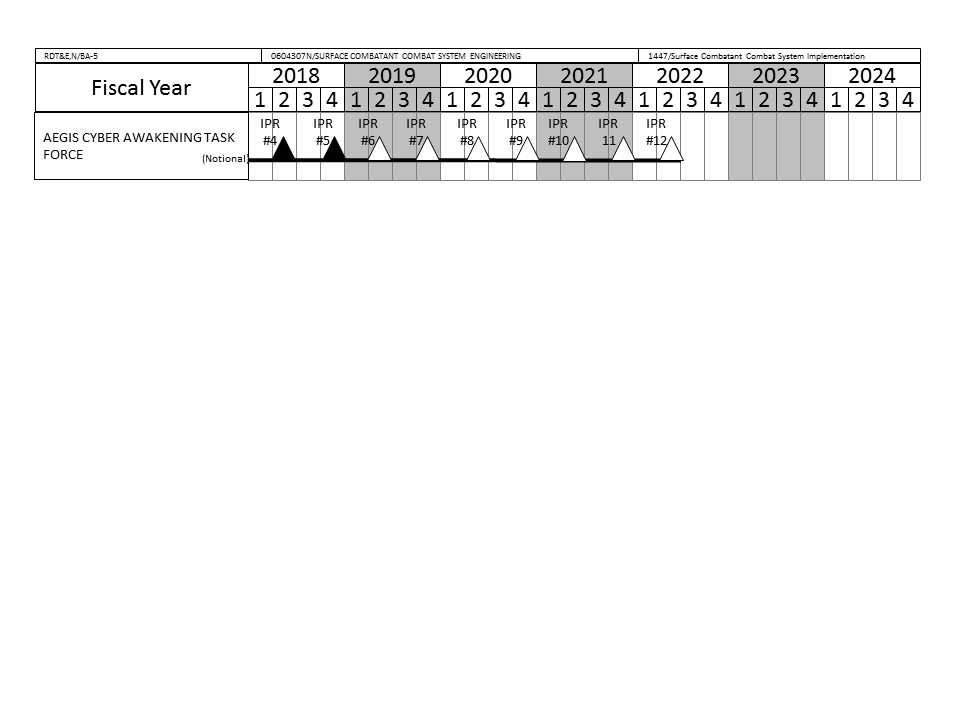 RDT&E,N/BA-5 0604307N/SURFACE COMBATANT COMBAT SYSTEM ENGINEERING 1447/Surface Combatant Combat System Implementation
Fiscal Year 2018 2019 2020 2021 2022 2023 2024
1 2 3 4 1 2 3 4 1 2 3 4 1 2 3 4 1 2 3 4 1 2 3 4 1 2 3 4
IPR IPR IPR IPR IPR IPR IPR IPR IPR
AEGIS CYBER AWAKENING TASK #4 #5 #6 #7 #8 #9 #10 11 #12
FORCE (Notional)